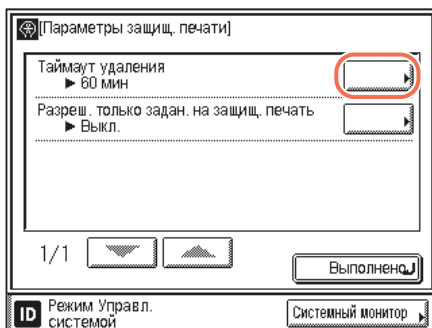 [Параметры защищ. печати]
Таймаут удаления
► 60 мин
Разреш. только задан. на защищ. печать
► Выкл.
1/1
Выполнено
ID Режим Управл. системой
Системный монитор